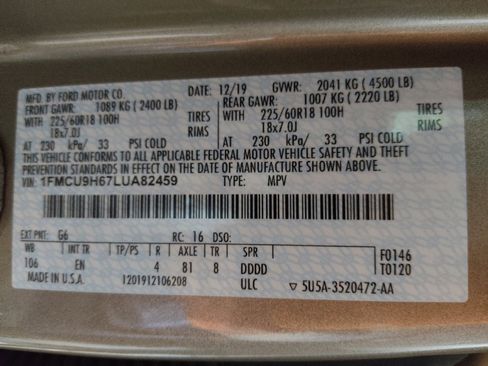 MFD. BY FORD MOTOR CO. DATE: 12/19 GVWR: 2041 KG ( 4500 LB)
FRONT GAWR: 1089 KG ( 2400 LB) REAR GAWR: 1007 KG ( 2220 LB)
WITH 225/60R18 100H TIRES WITH 225/60R18 100H TIRES
18x7.0J RIMS 18x7.0J RIMS
AT 230 kPa/ 33 PSI COLD AT 230 kPa/ 33 PSI COLD
THIS VEHICLE CONFORMS TO ALL APPLICABLE FEDERAL MOTOR VEHICLE SAFETY AND THEFT
PREVENTION STANDARDS IN EFFECT ON THE DATE OF MANUFACTURE SHOWN ABOVE.
VIN: 1FMCU9H67LUA82459 TYPE: MPV
EXT PNT: G6 RC: 16 DSO:
WB INT TR TP/PS R AXLE TR SPR F0146
106 EN 4 81 8 DDDD T0120
MADE IN U.S.A. 1201912106208 ULC ▽ 5U5A-3520472-AA